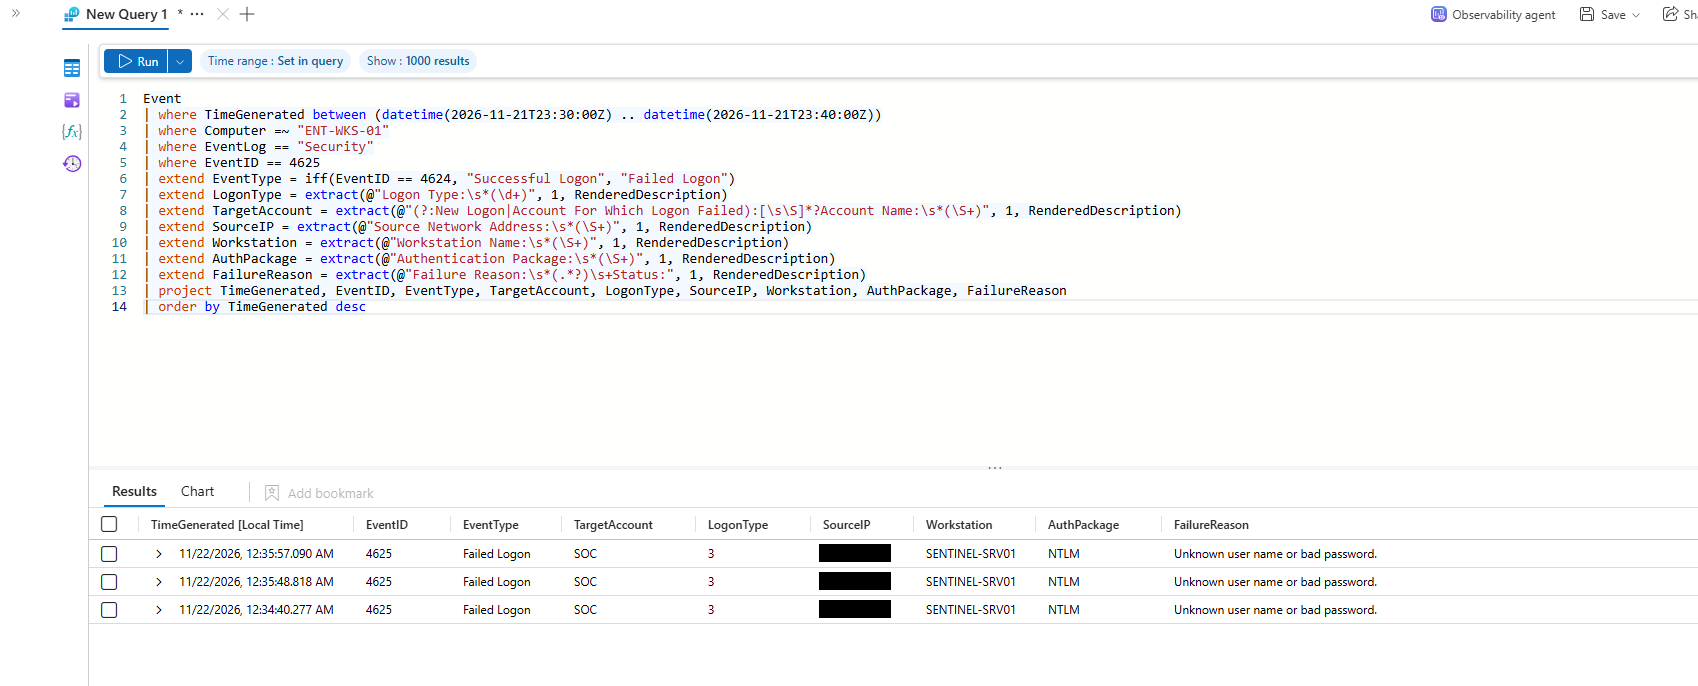 New Query 1 * ...
Observability agent
Save
Sh
Run
Time range : Set in query
Show : 1000 results
1 Event
2 | where TimeGenerated between (datetime(2026-11-21T23:30:00Z) .. datetime(2026-11-21T23:40:00Z))
3 | where Computer =~ "ENT-WKS-01"
4 | where EventLog == "Security"
5 | where EventID == 4625
6 | extend EventType = iff(EventID == 4624, "Successful Logon", "Failed Logon")
7 | extend LogonType = extract(@"Logon Type:\s*(\d+)", 1, RenderedDescription)
8 | extend TargetAccount = extract(@"(?:New Logon|Account For Which Logon Failed):[\s\S]*?Account Name:\s*(\S+)", 1, RenderedDescription)
9 | extend SourceIP = extract(@"Source Network Address:\s*(\S+)", 1, RenderedDescription)
10 | extend Workstation = extract(@"Workstation Name:\s*(\S+)", 1, RenderedDescription)
11 | extend AuthPackage = extract(@"Authentication Package:\s*(\S+)", 1, RenderedDescription)
12 | extend FailureReason = extract(@"Failure Reason:\s*(.*?)\s+Status:", 1, RenderedDescription)
13 | project TimeGenerated, EventID, EventType, TargetAccount, LogonType, SourceIP, Workstation, AuthPackage, FailureReason
14 | order by TimeGenerated desc
{fx}
...
Results Chart Add bookmark
TimeGenerated [Local Time] EventID EventType TargetAccount LogonType SourceIP Workstation AuthPackage FailureReason
11/22/2026, 12:35:57.090 AM 4625 Failed Logon SOC 3 SENTINEL-SRV01 NTLM Unknown user name or bad password.
11/22/2026, 12:35:48.818 AM 4625 Failed Logon SOC 3 SENTINEL-SRV01 NTLM Unknown user name or bad password.
11/22/2026, 12:34:40.277 AM 4625 Failed Logon SOC 3 SENTINEL-SRV01 NTLM Unknown user name or bad password.